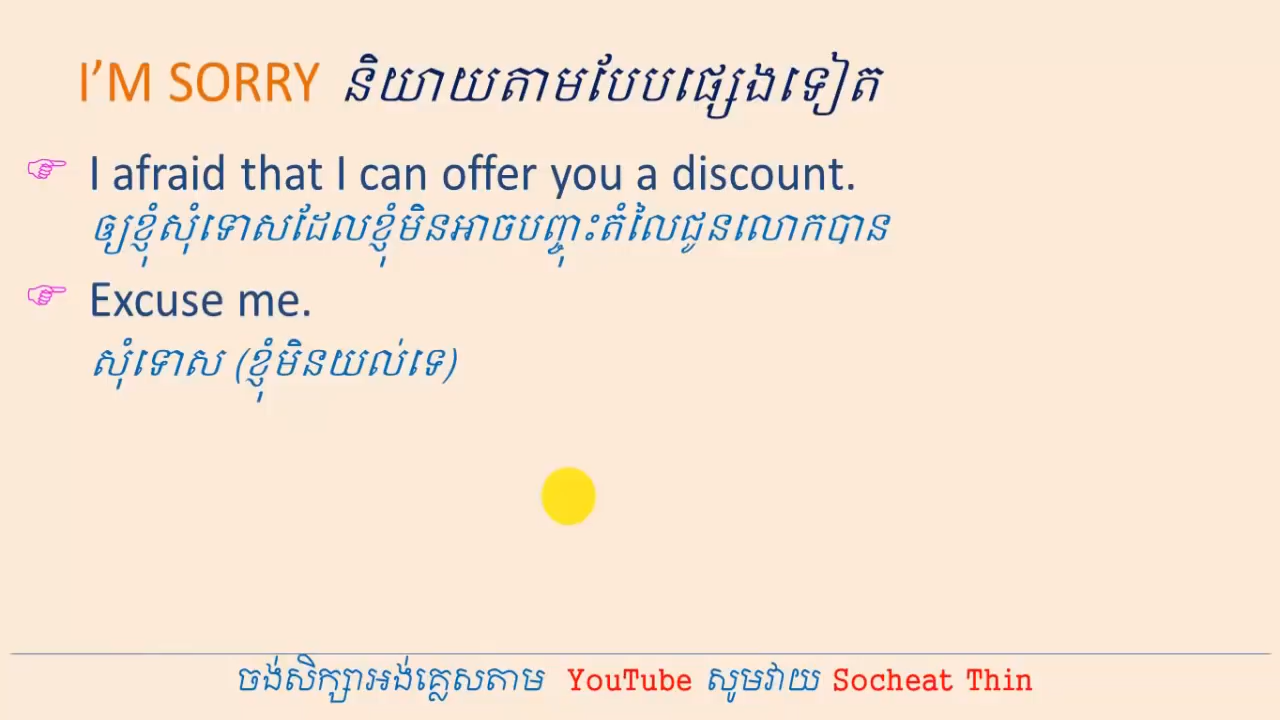 I’M SORRY និយាយតាមបែបផ្សេងទៀត
I afraid that I can offer you a discount.
ឲ្យខ្ញុំសុំទោសដែលខ្ញុំមិនអាចបញ្ចុះតំលៃជូនលោកបាន
Excuse me.
សុំទោស (ខ្ញុំមិនយល់ទេ)
ចង់សិក្សាអង់គ្លេសតាម YouTube សូមវាយ Socheat Thin